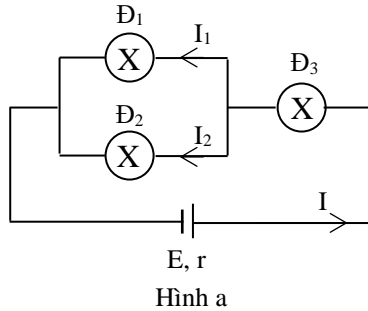 Đ₁
I₁
X
Đ₃
X
Đ₂
I₂
X
I
E, r
Hình a